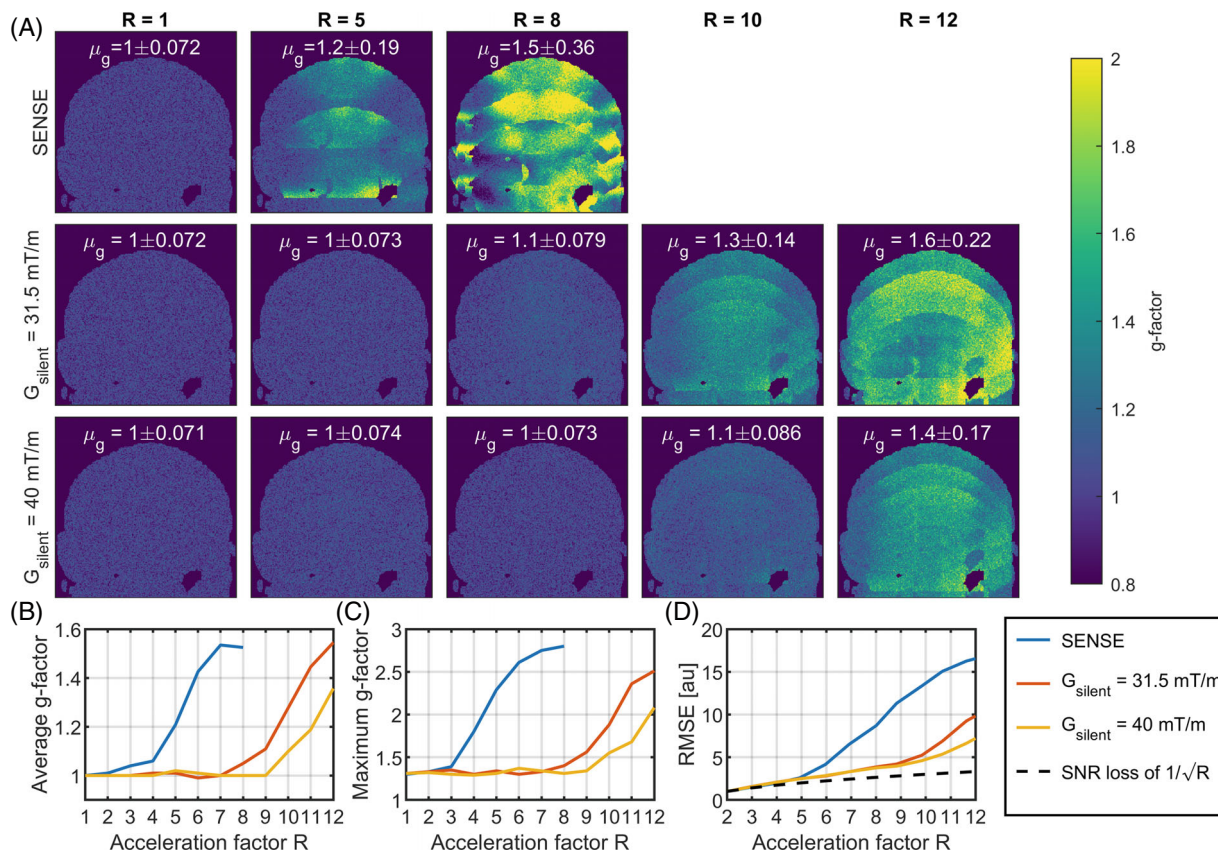 (A)
R = 1
R = 5
R = 8
R = 10
R = 12
SENSE
μg=1±0.072
μg=1.2±0.19
μg=1.5±0.36
Gsilent = 31.5 mT/m
μg = 1±0.072
μg = 1±0.073
μg = 1.1±0.079
μg = 1.3±0.14
μg = 1.6±0.22
Gsilent = 40 mT/m
μg = 1±0.071
μg = 1±0.074
μg = 1±0.073
μg = 1.1±0.086
μg = 1.4±0.17
2
1.8
1.6
1.4
1.2
1
0.8
g-factor
(B)
Average g-factor
1.6
1.4
1.2
1
1 2 3 4 5 6 7 8 9 10 11 12
Acceleration factor R
(C)
Maximum g-factor
3
2.5
2
1.5
1
1 2 3 4 5 6 7 8 9 10 11 12
Acceleration factor R
(D)
RMSE [au]
20
15
10
5
0
2 3 4 5 6 7 8 9 10 11 12
Acceleration factor R
SENSE
Gsilent = 31.5 mT/m
Gsilent = 40 mT/m
SNR loss of 1/√R